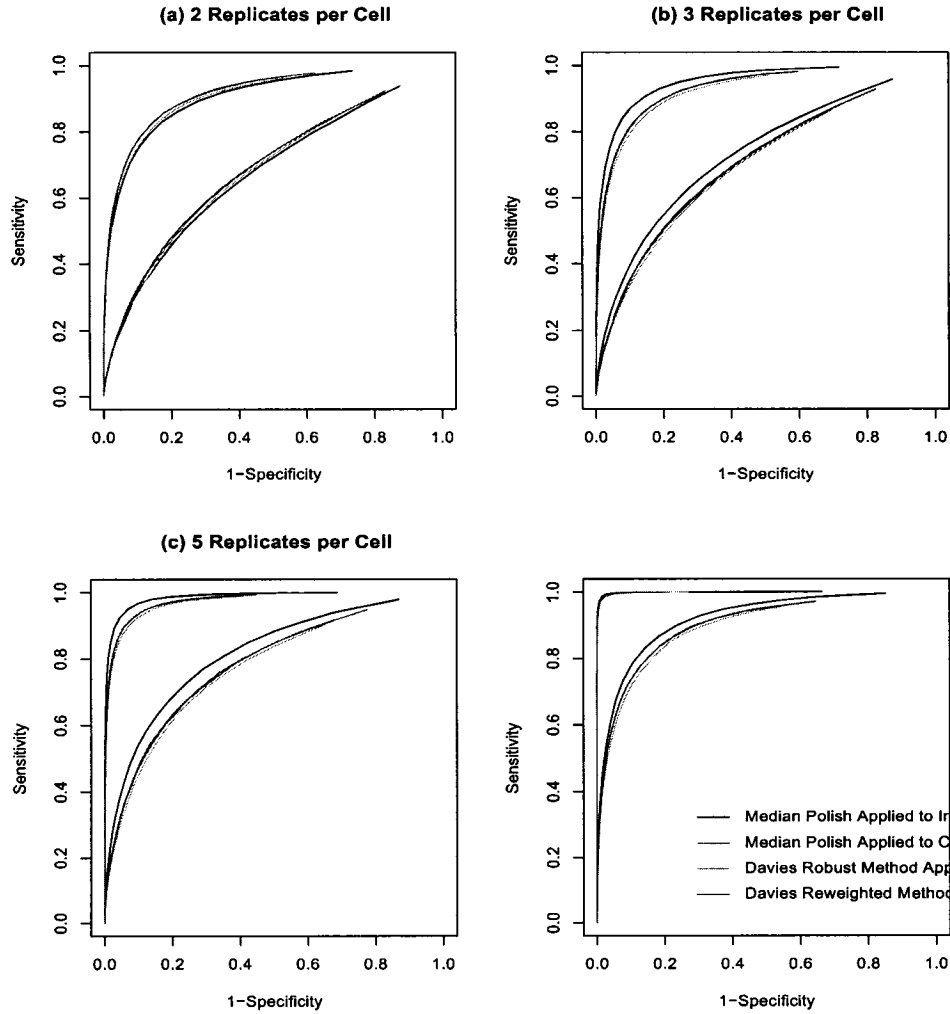 (a) 2 Replicates per Cell
Sensitivity
0.0 0.2 0.4 0.6 0.8 1.0
0.0 0.2 0.4 0.6 0.8 1.0
1−Specificity
(b) 3 Replicates per Cell
Sensitivity
0.0 0.2 0.4 0.6 0.8 1.0
0.0 0.2 0.4 0.6 0.8 1.0
1−Specificity
(c) 5 Replicates per Cell
Sensitivity
0.0 0.2 0.4 0.6 0.8 1.0
0.0 0.2 0.4 0.6 0.8 1.0
1−Specificity
Sensitivity
0.0 0.2 0.4 0.6 0.8 1.0
Median Polish Applied to
Median Polish Applied to C
Davies Robust Method App
Davies Reweighted Method
0.0 0.2 0.4 0.6 0.8 1.0
1−Specificity